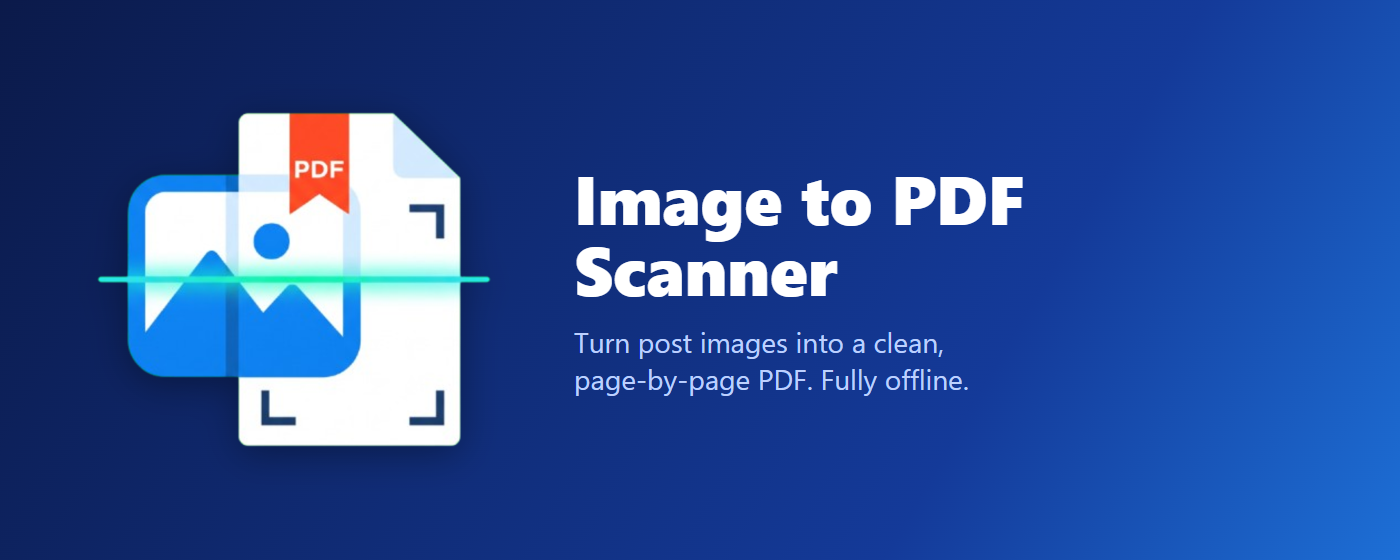 PDF
Image to PDF
Scanner
Turn post images into a clean,
page-by-page PDF. Fully offline.